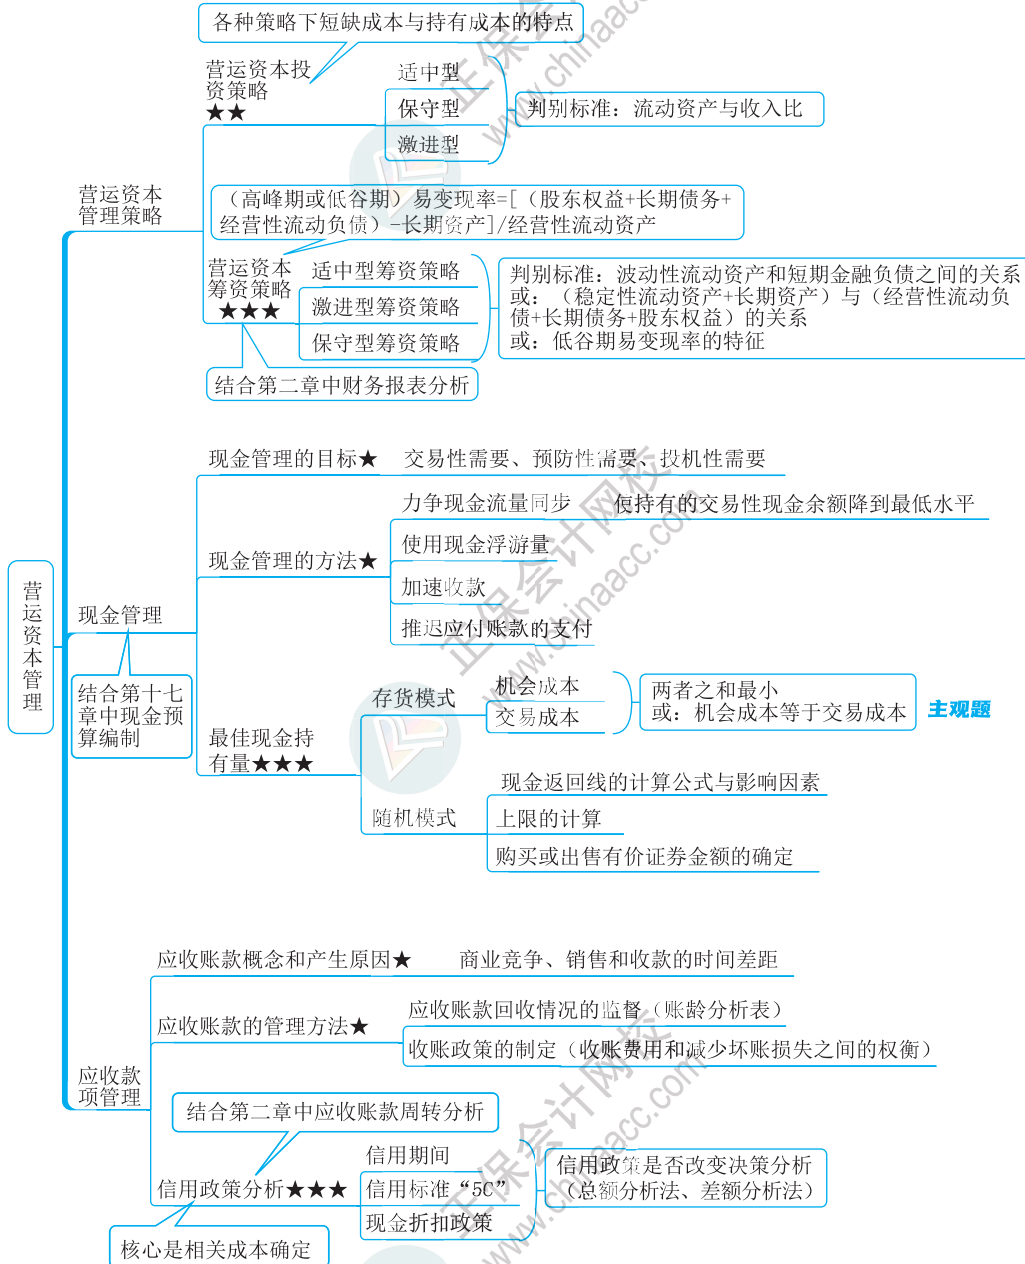 各种策略下短缺成本与持有成本的特点
营运资本投
资策略
★★
适中型
保守型
激进型
判别标准：流动资产与收入比
营运资本
管理策略
（高峰期或低谷期）易变现率=[（股东权益+长期债务+
经营性流动负债）-长期资产]/经营性流动资产
营运资本
筹资策略
★★★
适中型筹资策略
激进型筹资策略
保守型筹资策略
判别标准：波动性流动资产和短期金融负债之间的关系
或：（稳定性流动资产+长期资产）与（经营性流动负
债+长期债务+股东权益）的关系
或：低谷期易变现率的特征
结合第二章中财务报表分析
现金管理的目标★ 交易性需要、预防性需要、投机性需要
力争现金流量同步 使持有的交易性现金余额降到最低水平
现金管理的方法★
使用现金浮游量
加速收款
推迟应付账款的支付
营运资本管理
现金管理
结合第十七
章中现金预
算编制
最佳现金持
有量★★★
存货模式
机会成本
交易成本
两者之和最小
或：机会成本等于交易成本
主观题
随机模式
现金返回线的计算公式与影响因素
上限的计算
购买或出售有价证券金额的确定
应收账款概念和产生原因★ 商业竞争、销售和收款的时间差距
应收账款的管理方法★
应收账款回收情况的监督（账龄分析表）
收账政策的制定（收账费用和减少坏账损失之间的权衡）
应收款
项管理
结合第二章中应收账款周转分析
信用政策分析★★★
信用期间
信用标准“5C”
现金折扣政策
信用政策是否改变决策分析
（总额分析法、差额分析法）
核心是相关成本确定
正保会计网校
www.chinaacc.com
正保会计网校
www.chinaacc.com